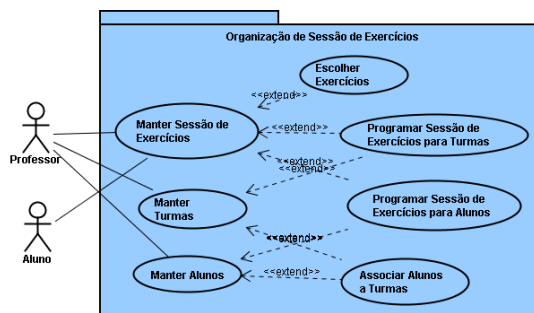 Organização de Sessão de Exercícios
Escolher
Exercícios
<<extend>>
Manter Sessão de
Exercícios
<<extend>>
Programar Sessão de
Exercícios para Turmas
Professor
<<extend>>
<<extend>>
Manter
Turmas
Programar Sessão de
Exercícios para Alunos
Aluno
<<extend>>
<<extend>>
Manter Alunos
<<extend>>
Associar Alunos
a Turmas